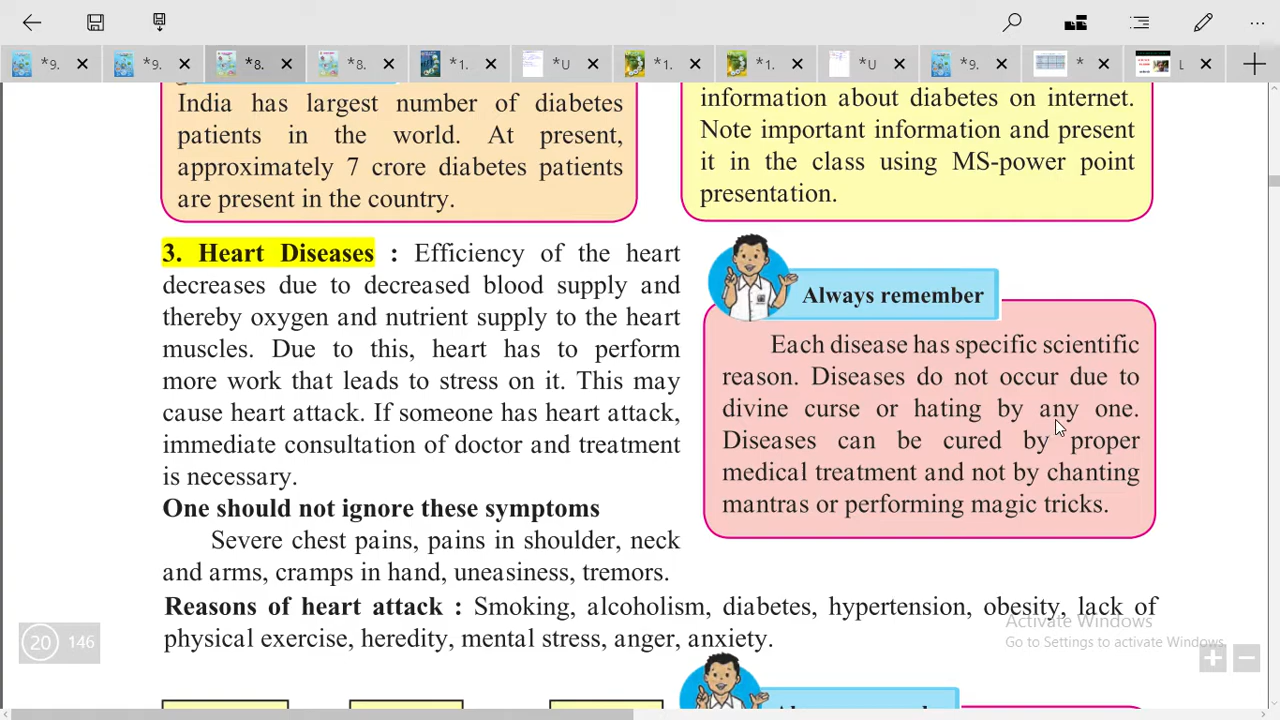 *9.
*9.
*8.
*8.
*1.
*U
*1.
*1.
*U
*9.
*
L
India has largest number of diabetes
patients in the world. At present,
approximately 7 crore diabetes patients
are present in the country.
information about diabetes on internet.
Note important information and present
it in the class using MS-power point
presentation.
3. Heart Diseases : Efficiency of the heart
decreases due to decreased blood supply and
thereby oxygen and nutrient supply to the heart
muscles. Due to this, heart has to perform
more work that leads to stress on it. This may
cause heart attack. If someone has heart attack,
immediate consultation of doctor and treatment
is necessary.
One should not ignore these symptoms
Severe chest pains, pains in shoulder, neck
and arms, cramps in hand, uneasiness, tremors.
Always remember
Each disease has specific scientific
reason. Diseases do not occur due to
divine curse or hating by any one.
Diseases can be cured by proper
medical treatment and not by chanting
mantras or performing magic tricks.
Reasons of heart attack : Smoking, alcoholism, diabetes, hypertension, obesity, lack of
physical exercise, heredity, mental stress, anger, anxiety.
Activate Windows
Go to Settings to activate Windows.
20 146